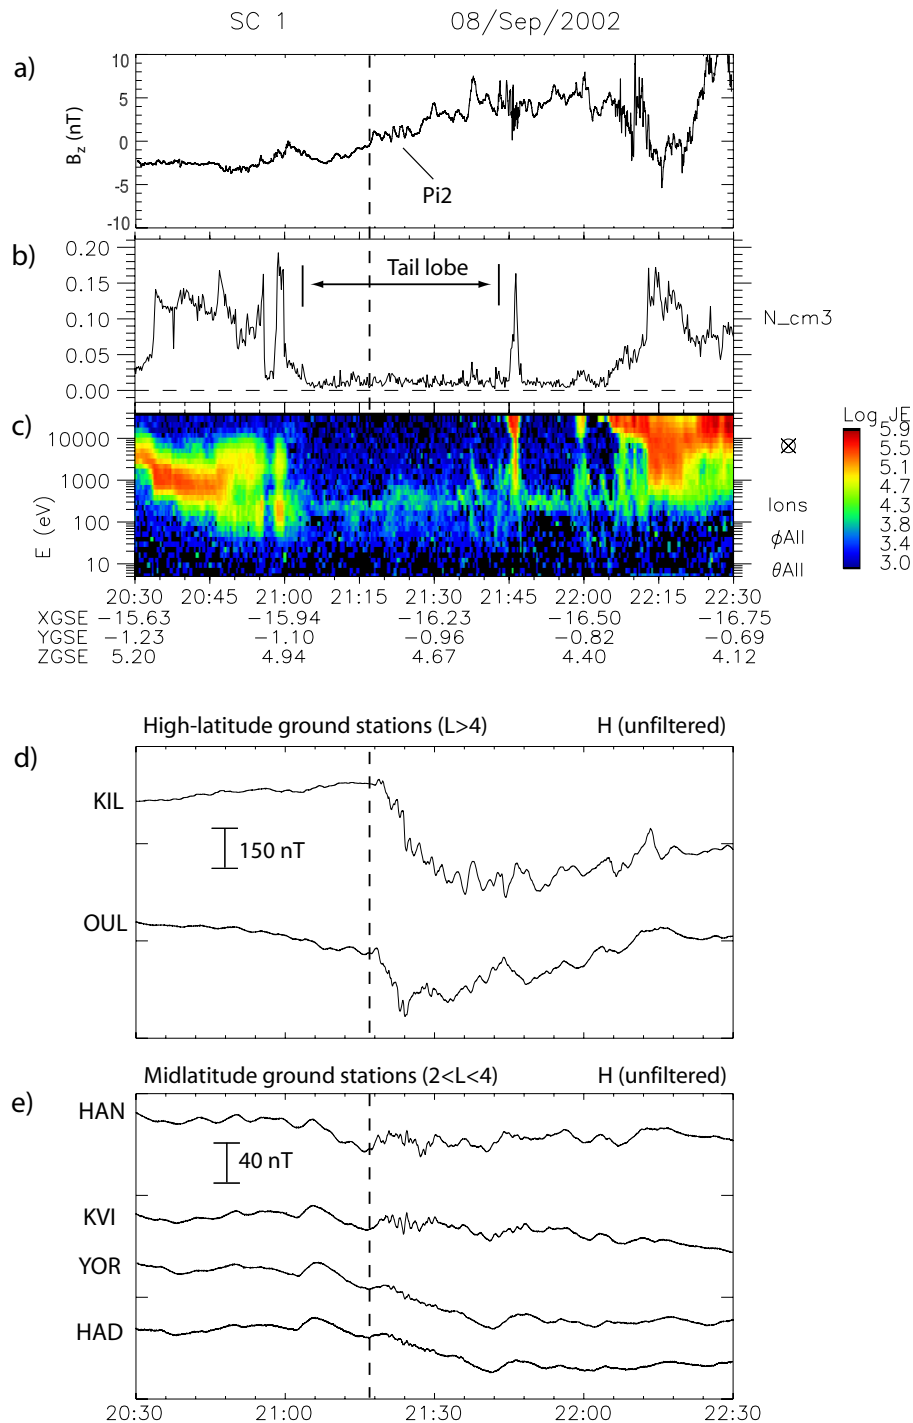 SC 1 08/Sep/2002
a)
10
5
0
-5
-10
Bz (nT)
Pi2
b)
0.20
0.15
0.10
0.05
0.00
Tail lobe
N_cm3
c)
10000
1000
100
10
E (eV)
Ions
φAll
θAll
Log JE
5.9
5.5
5.1
4.7
4.3
3.8
3.4
3.0
20:30 20:45 21:00 21:15 21:30 21:45 22:00 22:15 22:30
XGSE −15.63 −15.94 −16.23 −16.50 −16.75
YGSE −1.23 −1.10 −0.96 −0.82 −0.69
ZGSE 5.20 4.94 4.67 4.40 4.12
High-latitude ground stations (L>4) H (unfiltered)
d)
KIL
150 nT
OUL
Midlatitude ground stations (2<L<4) H (unfiltered)
e)
HAN
40 nT
KVI
YOR
HAD
20:30 21:00 21:30 22:00 22:30